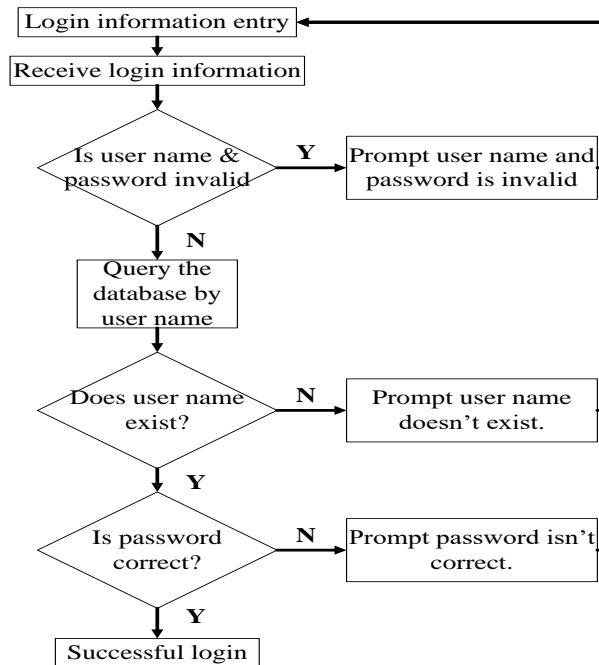 Login information entry
Receive login information
Is user name &
password invalid
Y
Prompt user name and
password is invalid
N
Query the
database by
user name
Does user name
exist?
N
Prompt user name
doesn't exist.
Y
Is password
correct?
N
Prompt password isn't
correct.
Y
Successful login